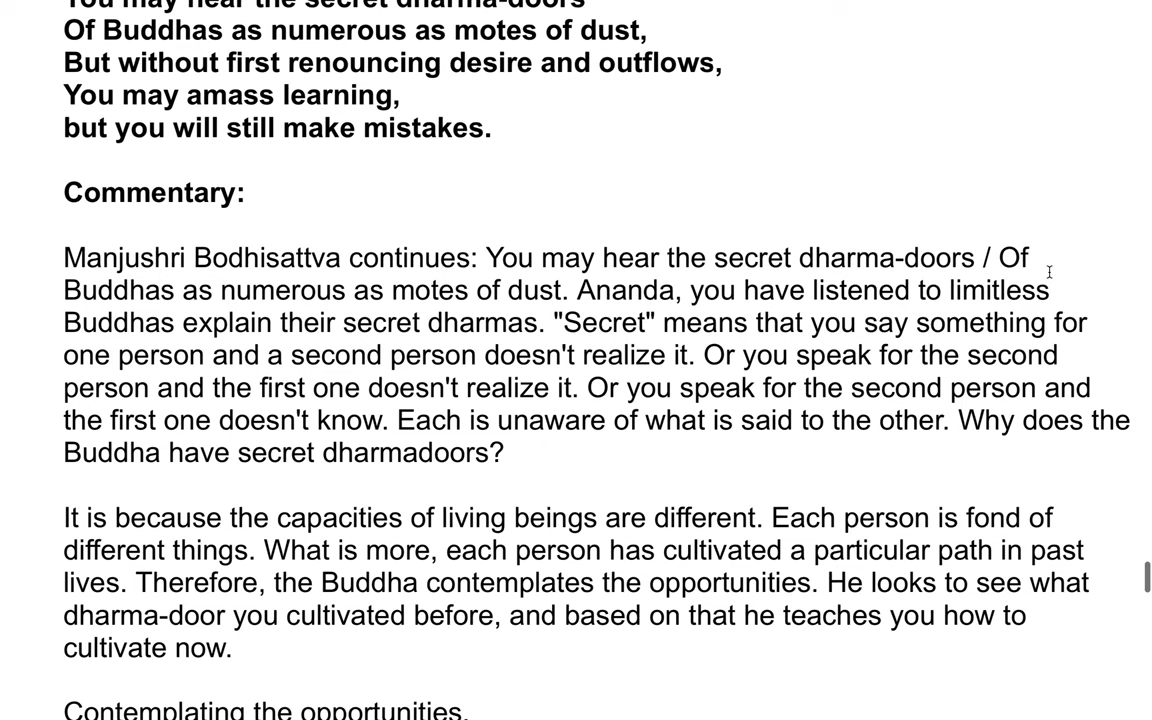 You may hear the secret dharma-doors
Of Buddhas as numerous as motes of dust,
But without first renouncing desire and outflows,
You may amass learning,
but you will still make mistakes.
Commentary:
Manjushri Bodhisattva continues: You may hear the secret dharma-doors / Of
Buddhas as numerous as motes of dust. Ananda, you have listened to limitless
Buddhas explain their secret dharmas. "Secret" means that you say something for
one person and a second person doesn't realize it. Or you speak for the second
person and the first one doesn't realize it. Or you speak for the second person and
the first one doesn't know. Each is unaware of what is said to the other. Why does the
Buddha have secret dharmadoors?
It is because the capacities of living beings are different. Each person is fond of
different things. What is more, each person has cultivated a particular path in past
lives. Therefore, the Buddha contemplates the opportunities. He looks to see what
dharma-door you cultivated before, and based on that he teaches you how to
cultivate now.
Contemplating the opportunities,